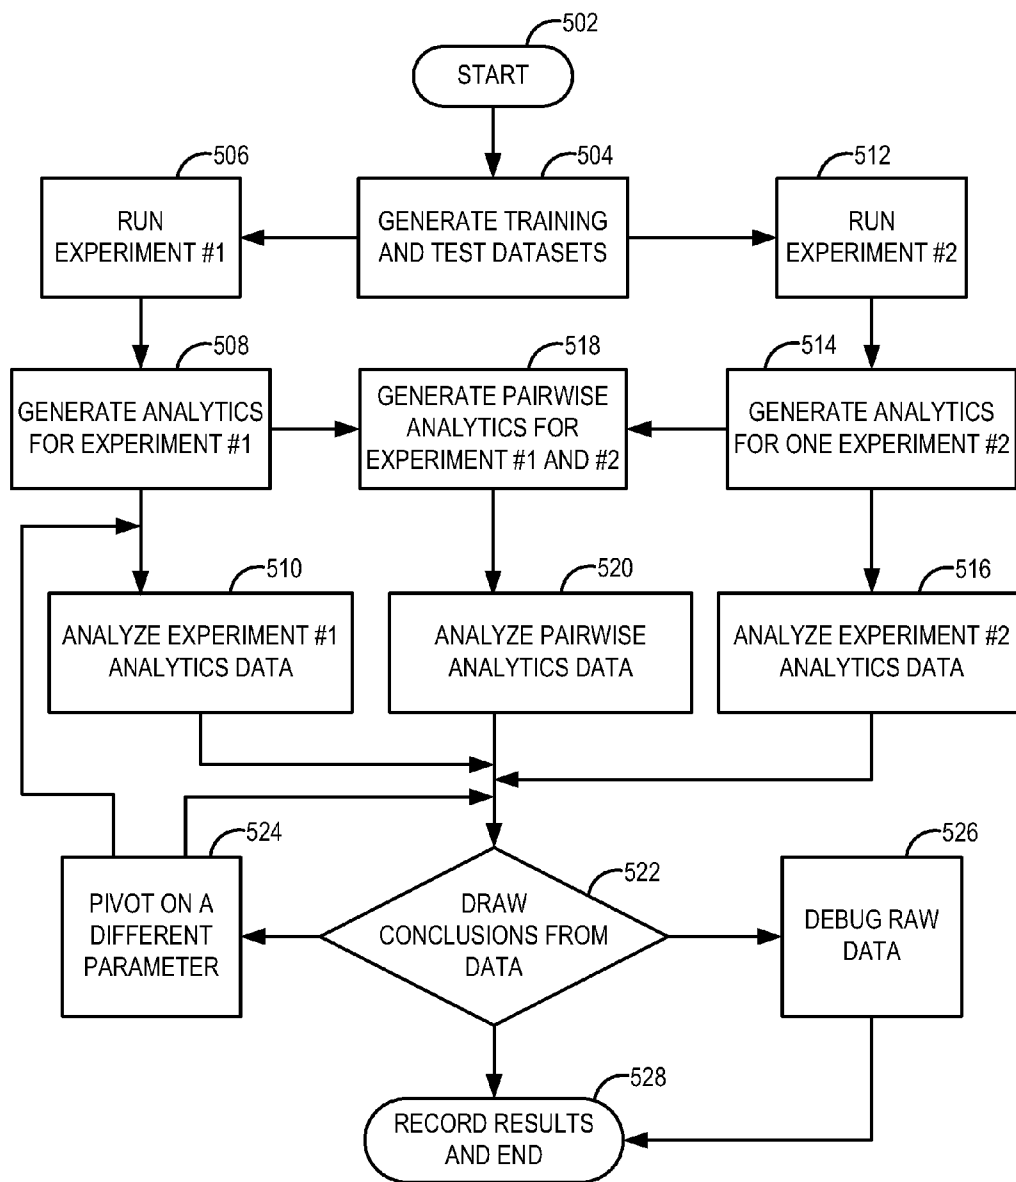 502
START
506
504
512
RUN
EXPERIMENT #1
GENERATE TRAINING
AND TEST DATASETS
RUN
EXPERIMENT #2
508
518
514
GENERATE ANALYTICS
FOR EXPERIMENT #1
GENERATE PAIRWISE
ANALYTICS FOR
EXPERIMENT #1 AND #2
GENERATE ANALYTICS
FOR ONE EXPERIMENT #2
510
520
516
ANALYZE EXPERIMENT #1
ANALYTICS DATA
ANALYZE PAIRWISE
ANALYTICS DATA
ANALYZE EXPERIMENT #2
ANALYTICS DATA
524
522
526
PIVOT ON A
DIFFERENT
PARAMETER
DRAW
CONCLUSIONS FROM
DATA
DEBUG RAW
DATA
528
RECORD RESULTS
AND END